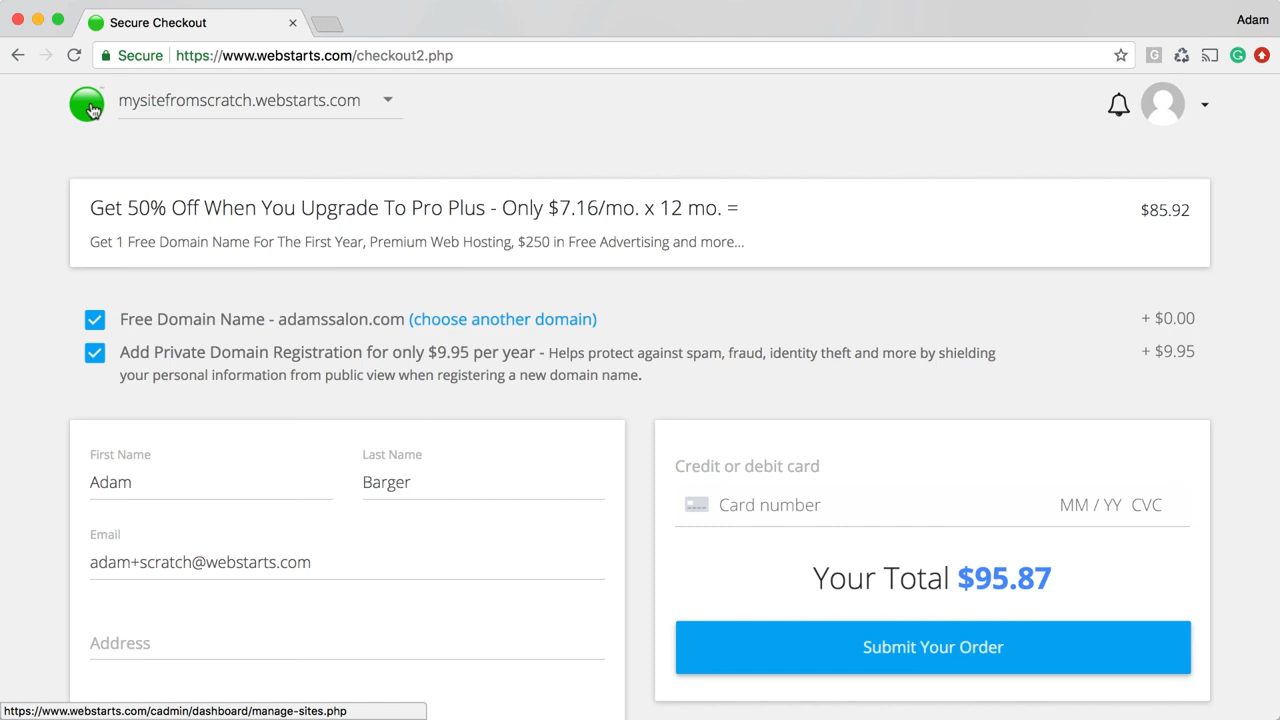 Secure Checkout
Adam
Secure https://www.webstarts.com/checkout2.php
G
G
mysitefromscratch.webstarts.com
Get 50% Off When You Upgrade To Pro Plus - Only $7.16/mo. x 12 mo. = $85.92
Get 1 Free Domain Name For The First Year, Premium Web Hosting, $250 in Free Advertising and more...
Free Domain Name - adamssalon.com (choose another domain) + $0.00
Add Private Domain Registration for only $9.95 per year - Helps protect against spam, fraud, identity theft and more by shielding + $9.95
your personal information from public view when registering a new domain name.
First Name Last Name
Adam Barger
Email
adam+scratch@webstarts.com
Address
Credit or debit card
Card number MM / YY CVC
Your Total $95.87
Submit Your Order
https://www.webstarts.com/cadmin/dashboard/manage-sites.php